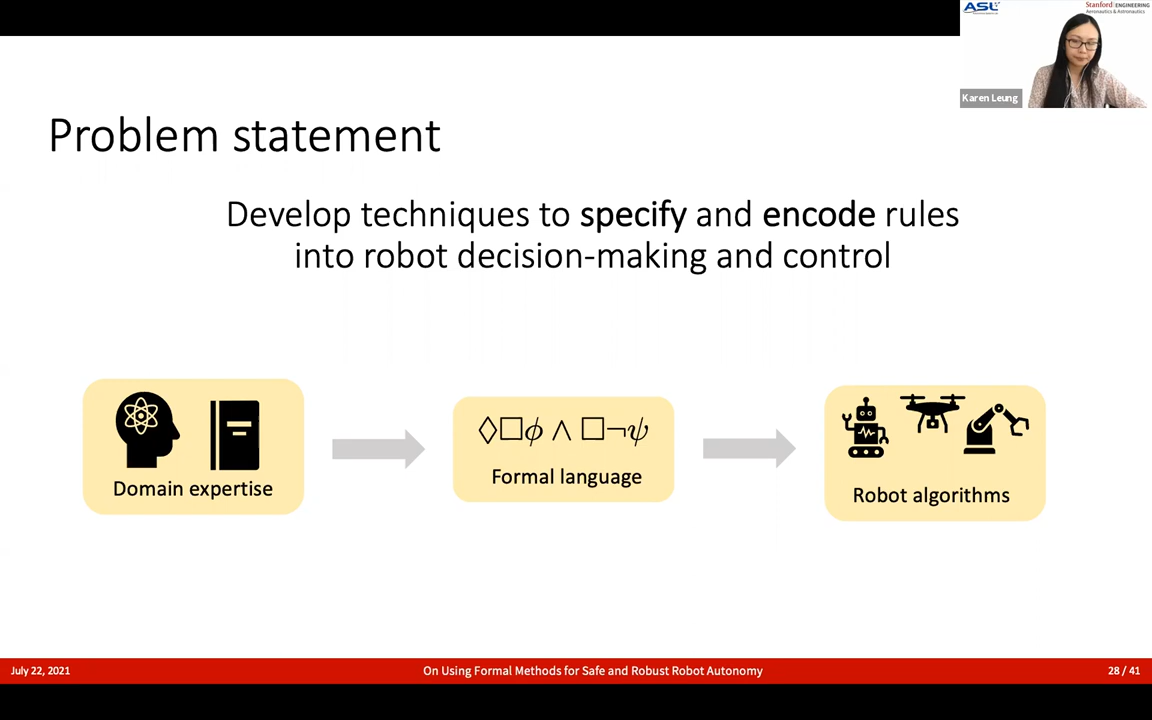 ASL
Stanford ENGINEERING
Aeronautics & Astronautics
Karen Leung
Problem statement
Develop techniques to specify and encode rules
into robot decision-making and control
Domain expertise
◊□ϕ ∧ □¬ψ
Formal language
Robot algorithms
July 22, 2021
On Using Formal Methods for Safe and Robust Robot Autonomy
28 / 41